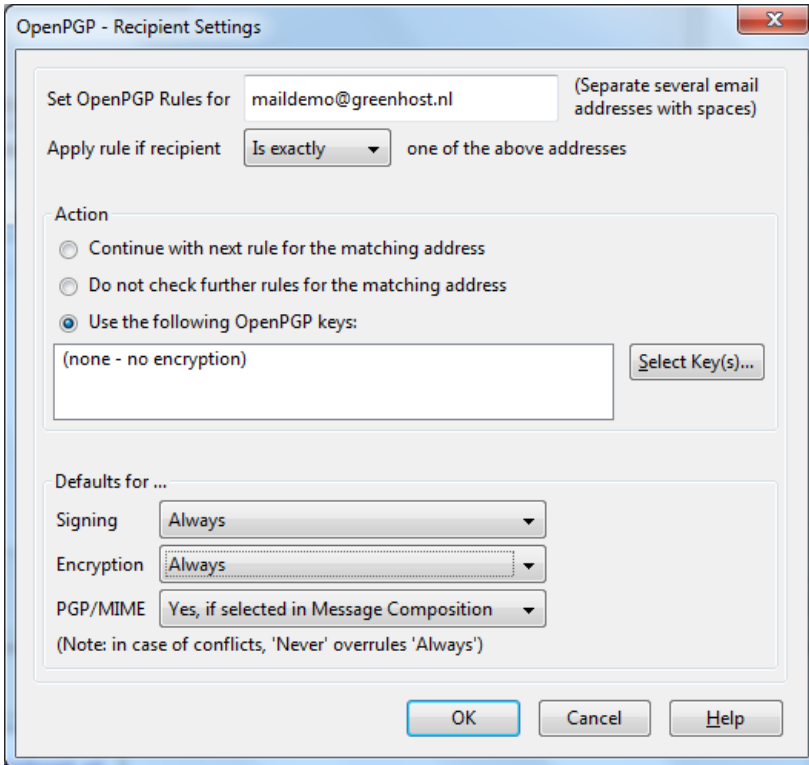 OpenPGP - Recipient Settings
Set OpenPGP Rules for maildemo@greenhost.nl (Separate several email
addresses with spaces)
Apply rule if recipient Is exactly one of the above addresses
Action
Continue with next rule for the matching address
Do not check further rules for the matching address
Use the following OpenPGP keys:
(none - no encryption) Select Key(s)...
Defaults for ...
Signing Always
Encryption Always
PGP/MIME Yes, if selected in Message Composition
(Note: in case of conflicts, 'Never' overrules 'Always')
OK Cancel Help